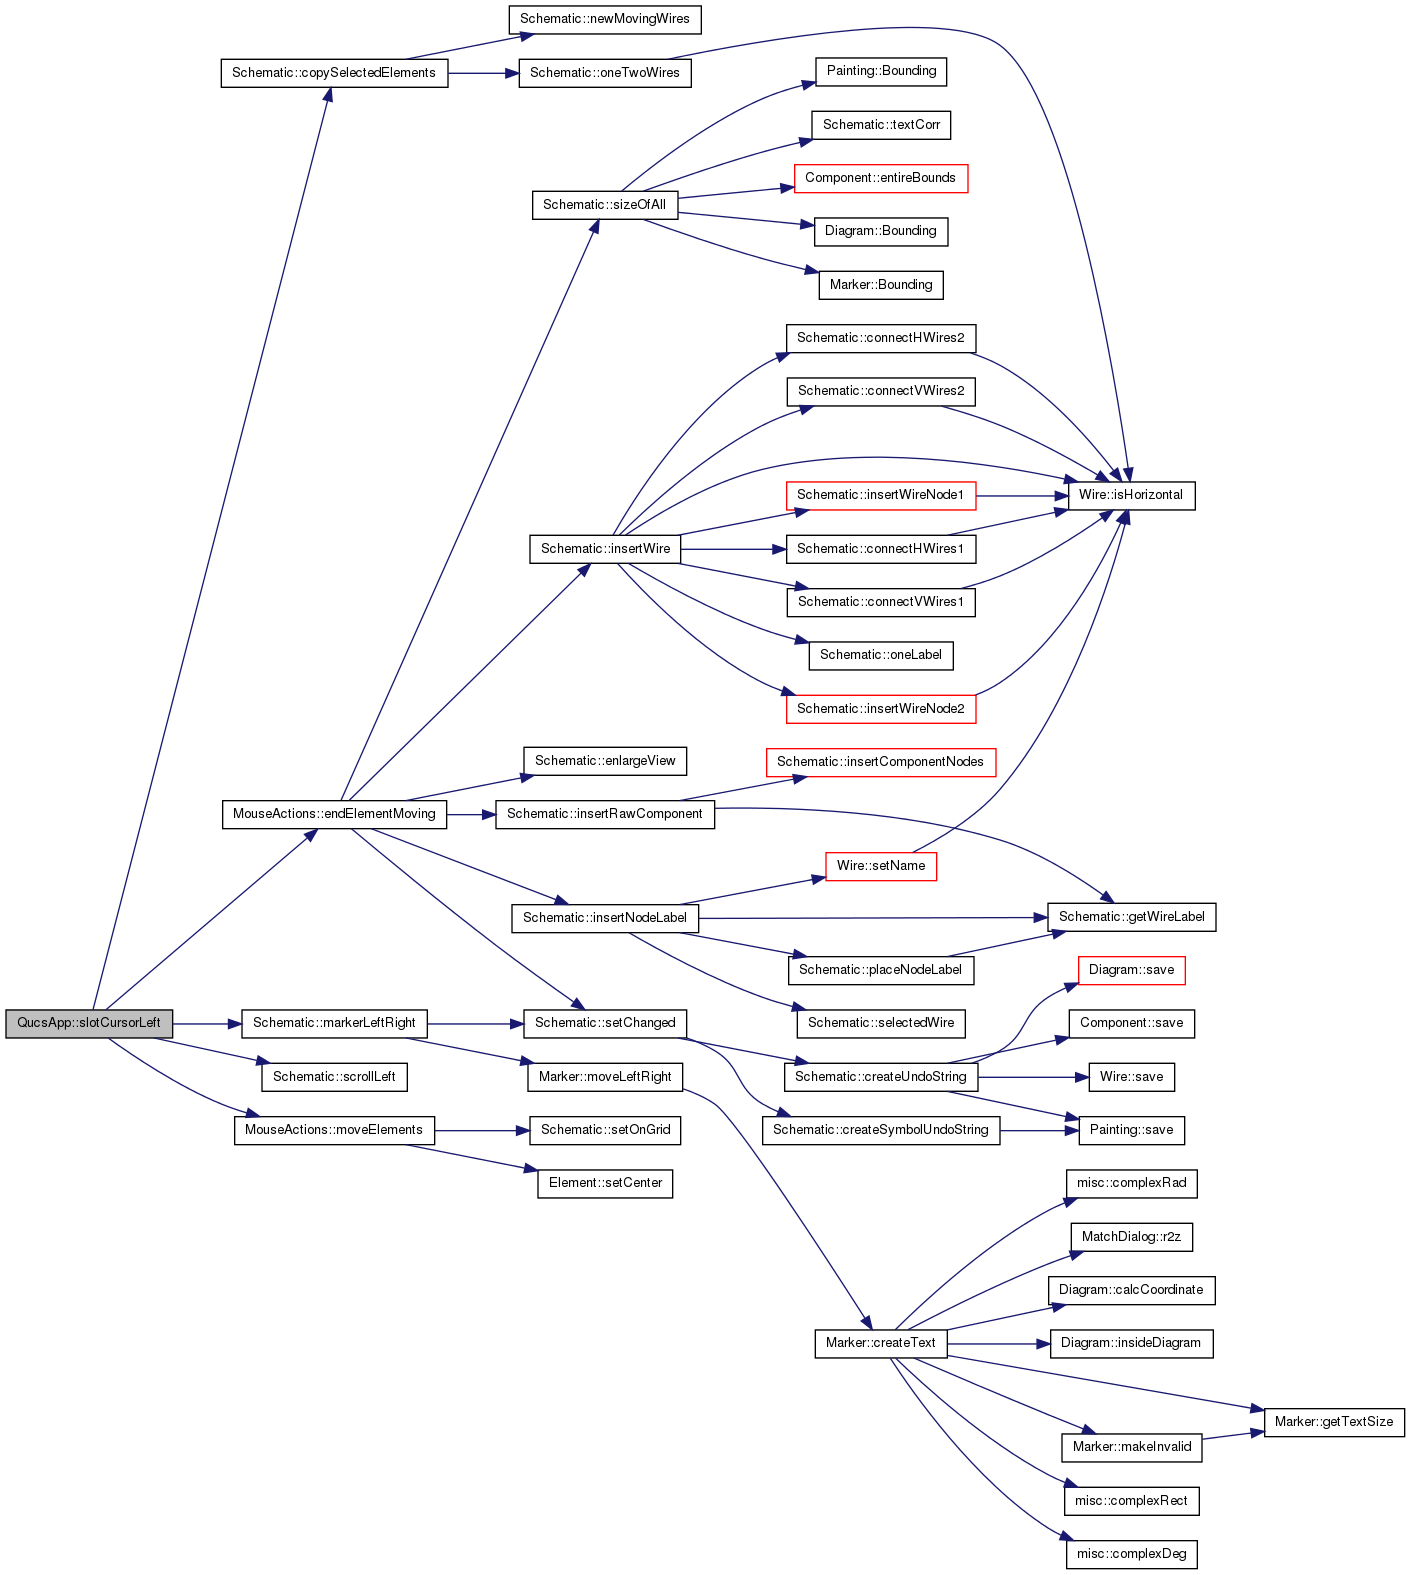 Schematic::newMovingWires
Schematic::copySelectedElements
Schematic::oneTwoWires
Painting::Bounding
Schematic::textCorr
Component::entireBounds
Schematic::sizeOfAll
Diagram::Bounding
Marker::Bounding
Schematic::connectHWires2
Schematic::connectVWires2
Schematic::insertWireNode1
Wire::isHorizontal
Schematic::insertWire
Schematic::connectHWires1
Schematic::connectVWires1
Schematic::oneLabel
Schematic::insertWireNode2
Schematic::enlargeView
Schematic::insertComponentNodes
MouseActions::endElementMoving
Schematic::insertRawComponent
Wire::setName
Schematic::insertNodeLabel
Schematic::getWireLabel
Schematic::placeNodeLabel
Diagram::save
QucsApp::slotCursorLeft
Schematic::markerLeftRight
Schematic::setChanged
Schematic::selectedWire
Component::save
Schematic::scrollLeft
Marker::moveLeftRight
Schematic::createUndoString
Wire::save
MouseActions::moveElements
Schematic::setOnGrid
Schematic::createSymbolUndoString
Painting::save
Element::setCenter
misc::complexRad
MatchDialog::r2z
Diagram::calcCoordinate
Marker::createText
Diagram::insideDiagram
Marker::getTextSize
Marker::makeInvalid
misc::complexRect
misc::complexDeg